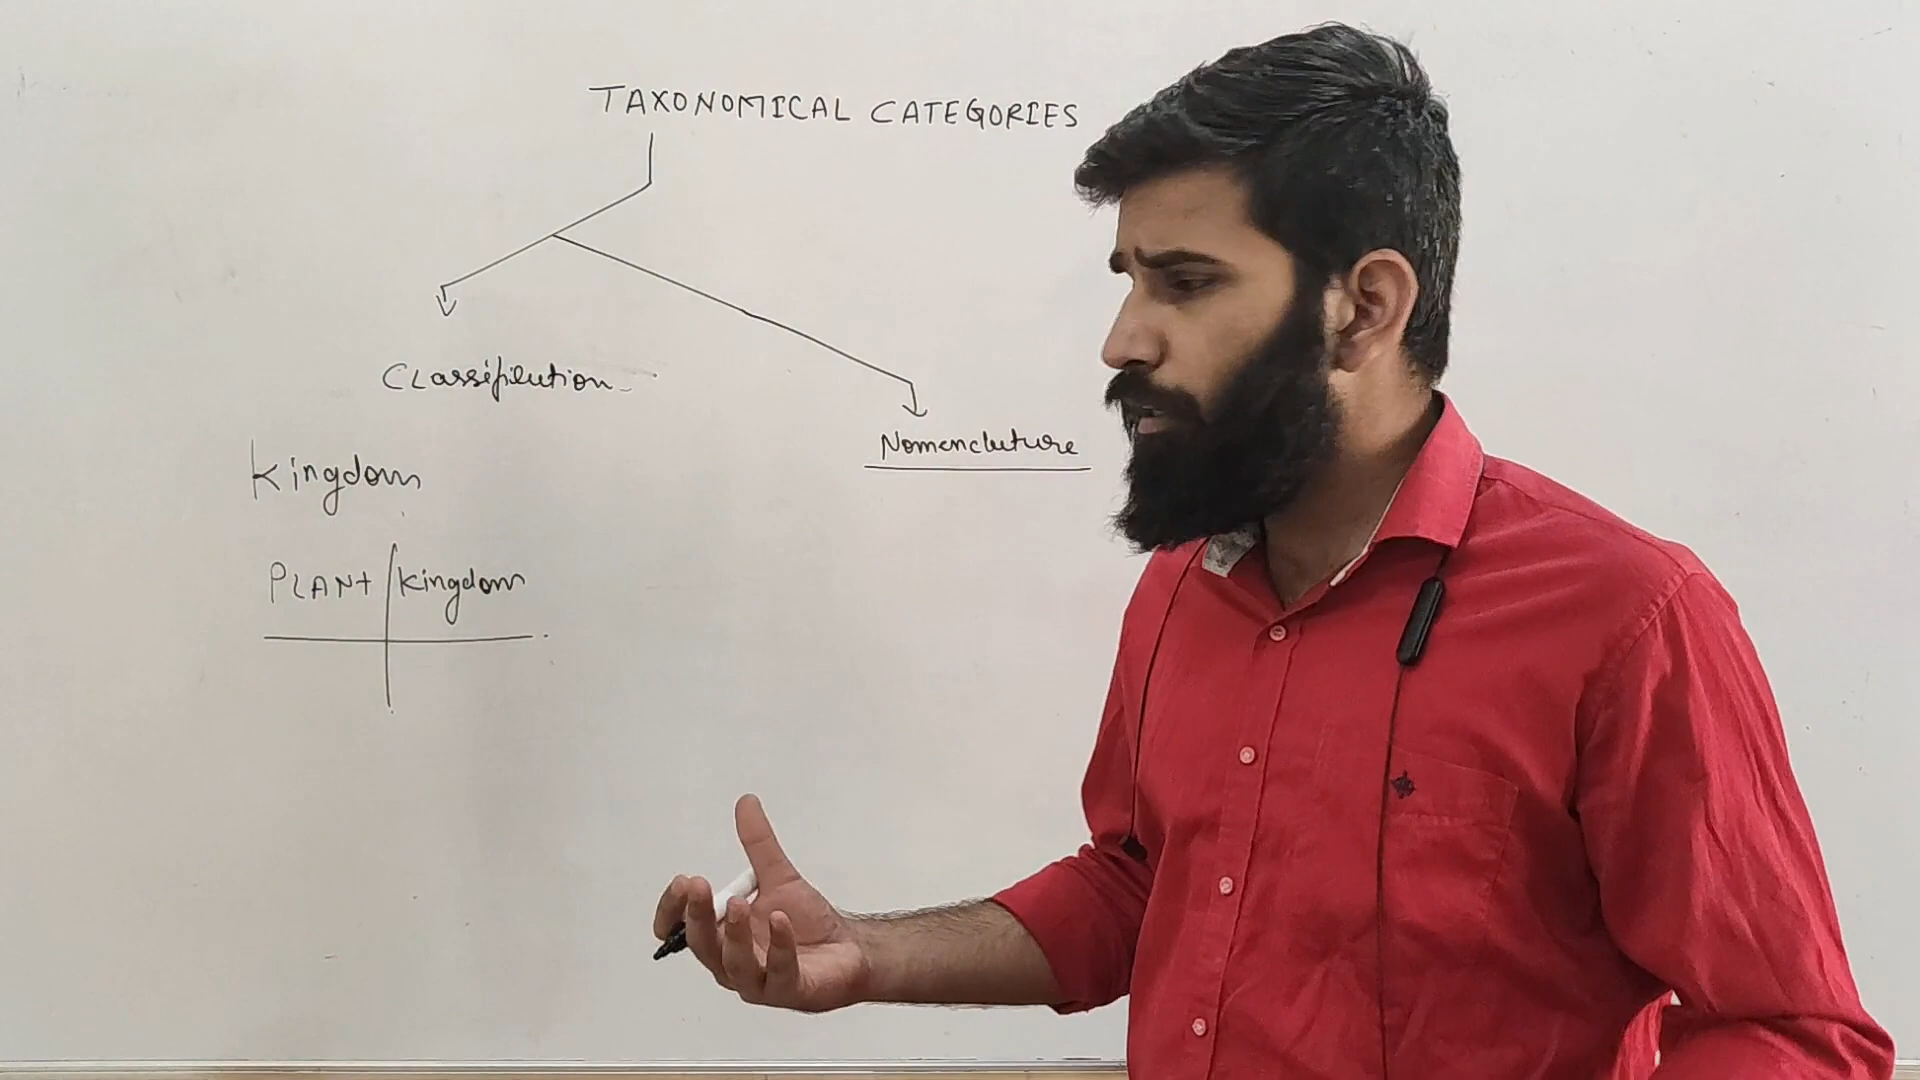 TAXONOMICAL CATEGORIES
Classification
Nomenclature
Kingdom
PLANT Kingdom